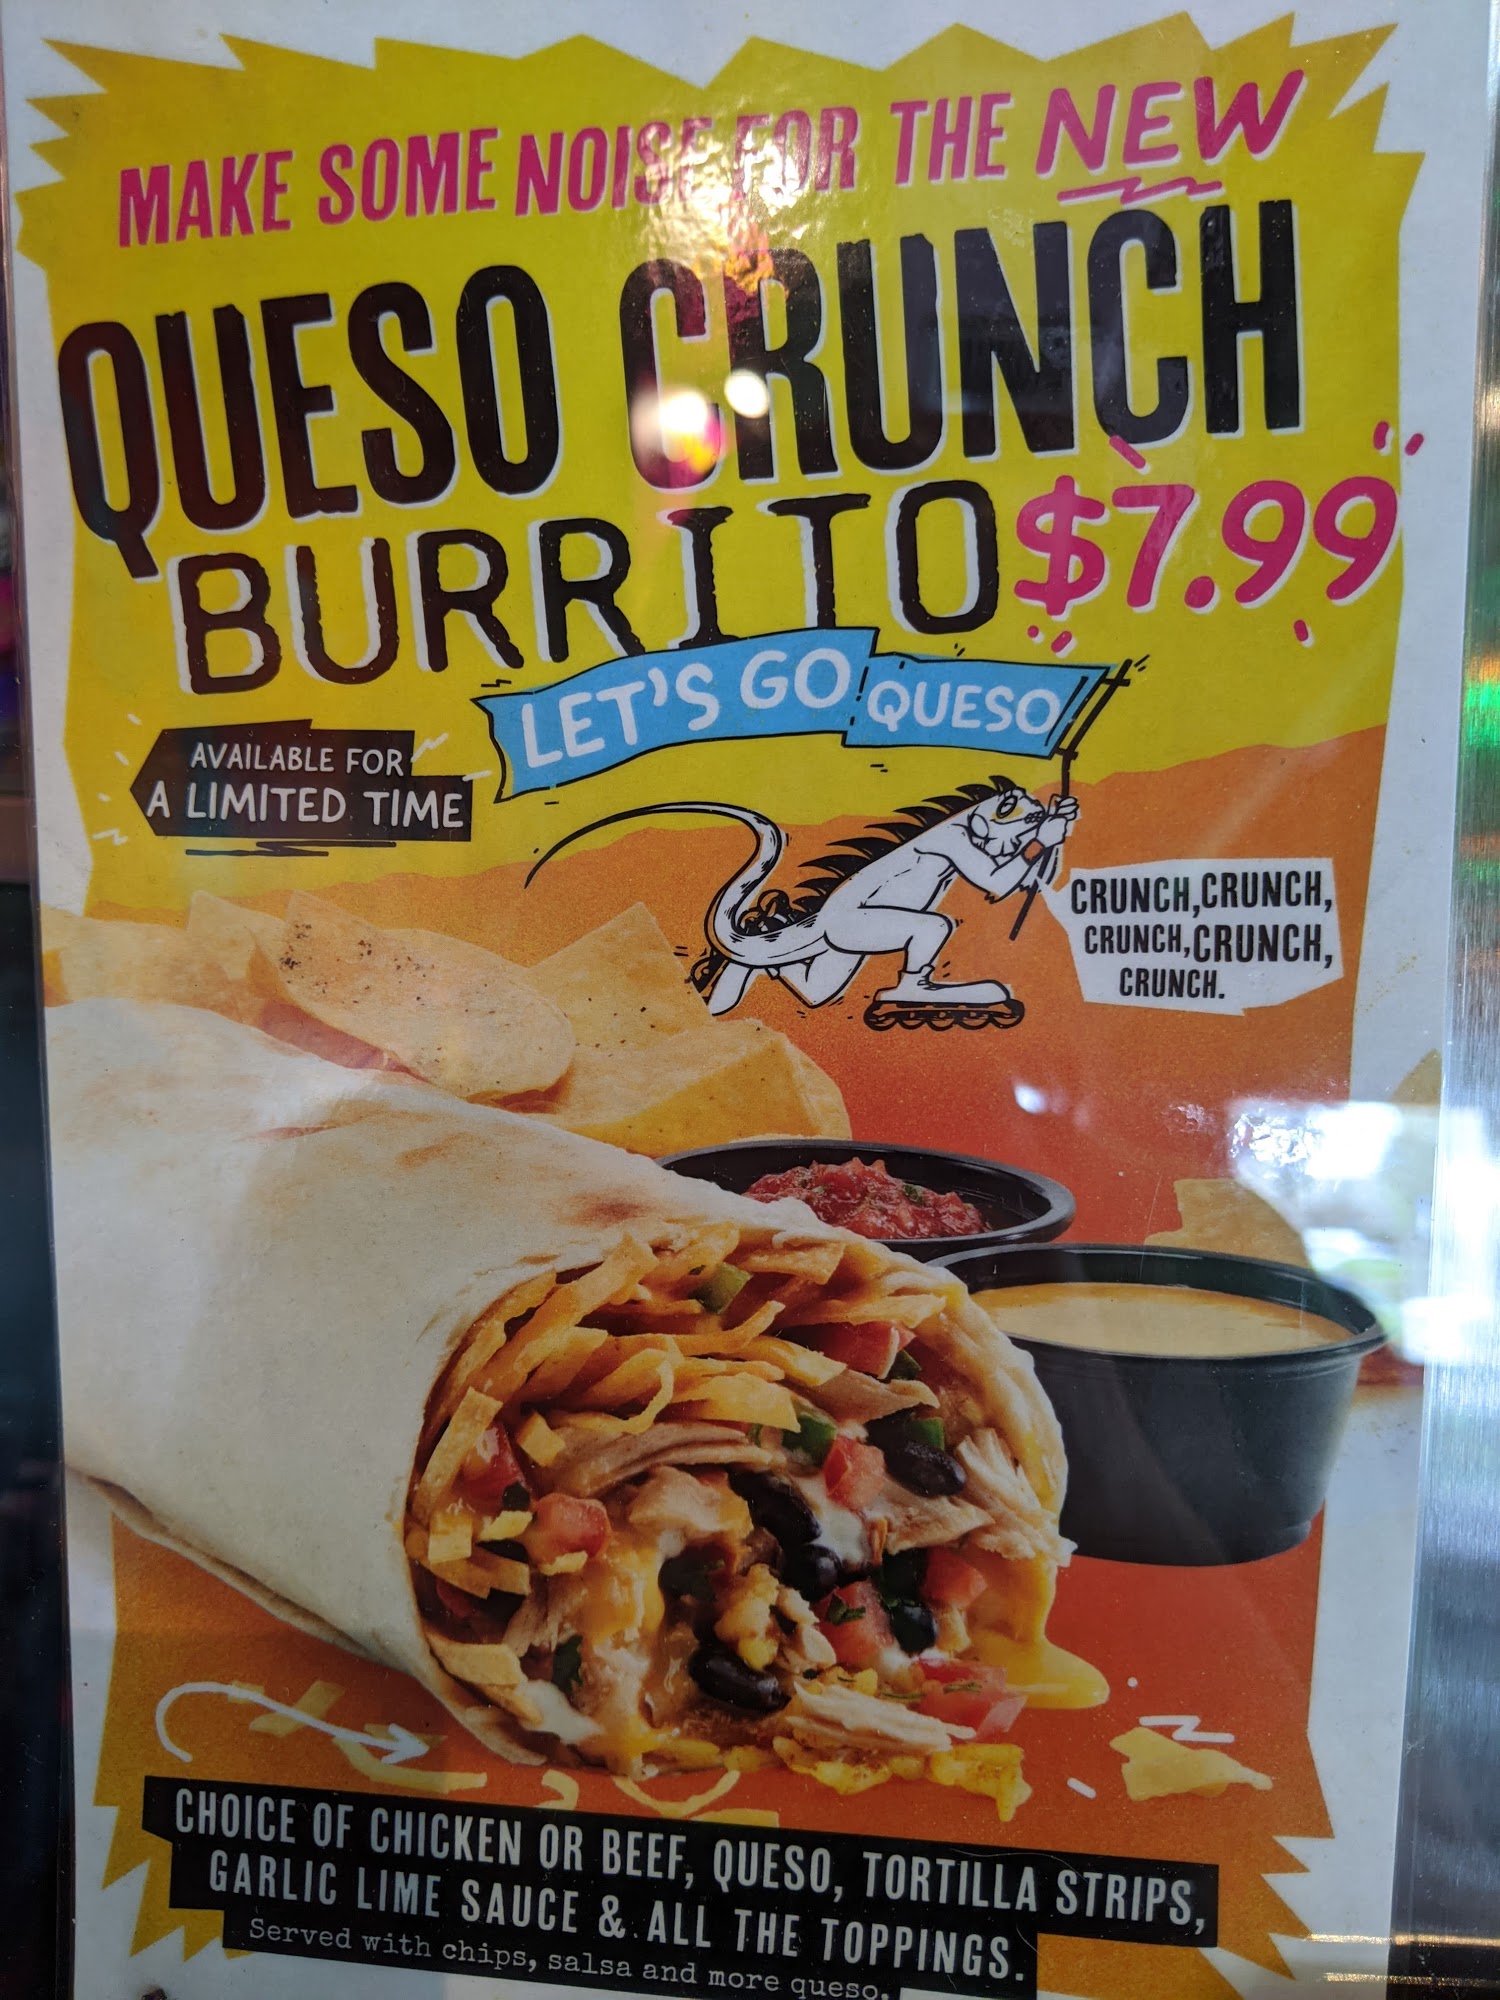 MAKE SOME NOISE FOR THE NEW
QUESO CRUNCH
BURRITO $7.99
LET'S GO QUESO
AVAILABLE FOR
A LIMITED TIME
CRUNCH, CRUNCH,
CRUNCH, CRUNCH,
CRUNCH.
CHOICE OF CHICKEN OR BEEF, QUESO, TORTILLA STRIPS,
GARLIC LIME SAUCE & ALL THE TOPPINGS.
Served with chips, salsa and more queso.